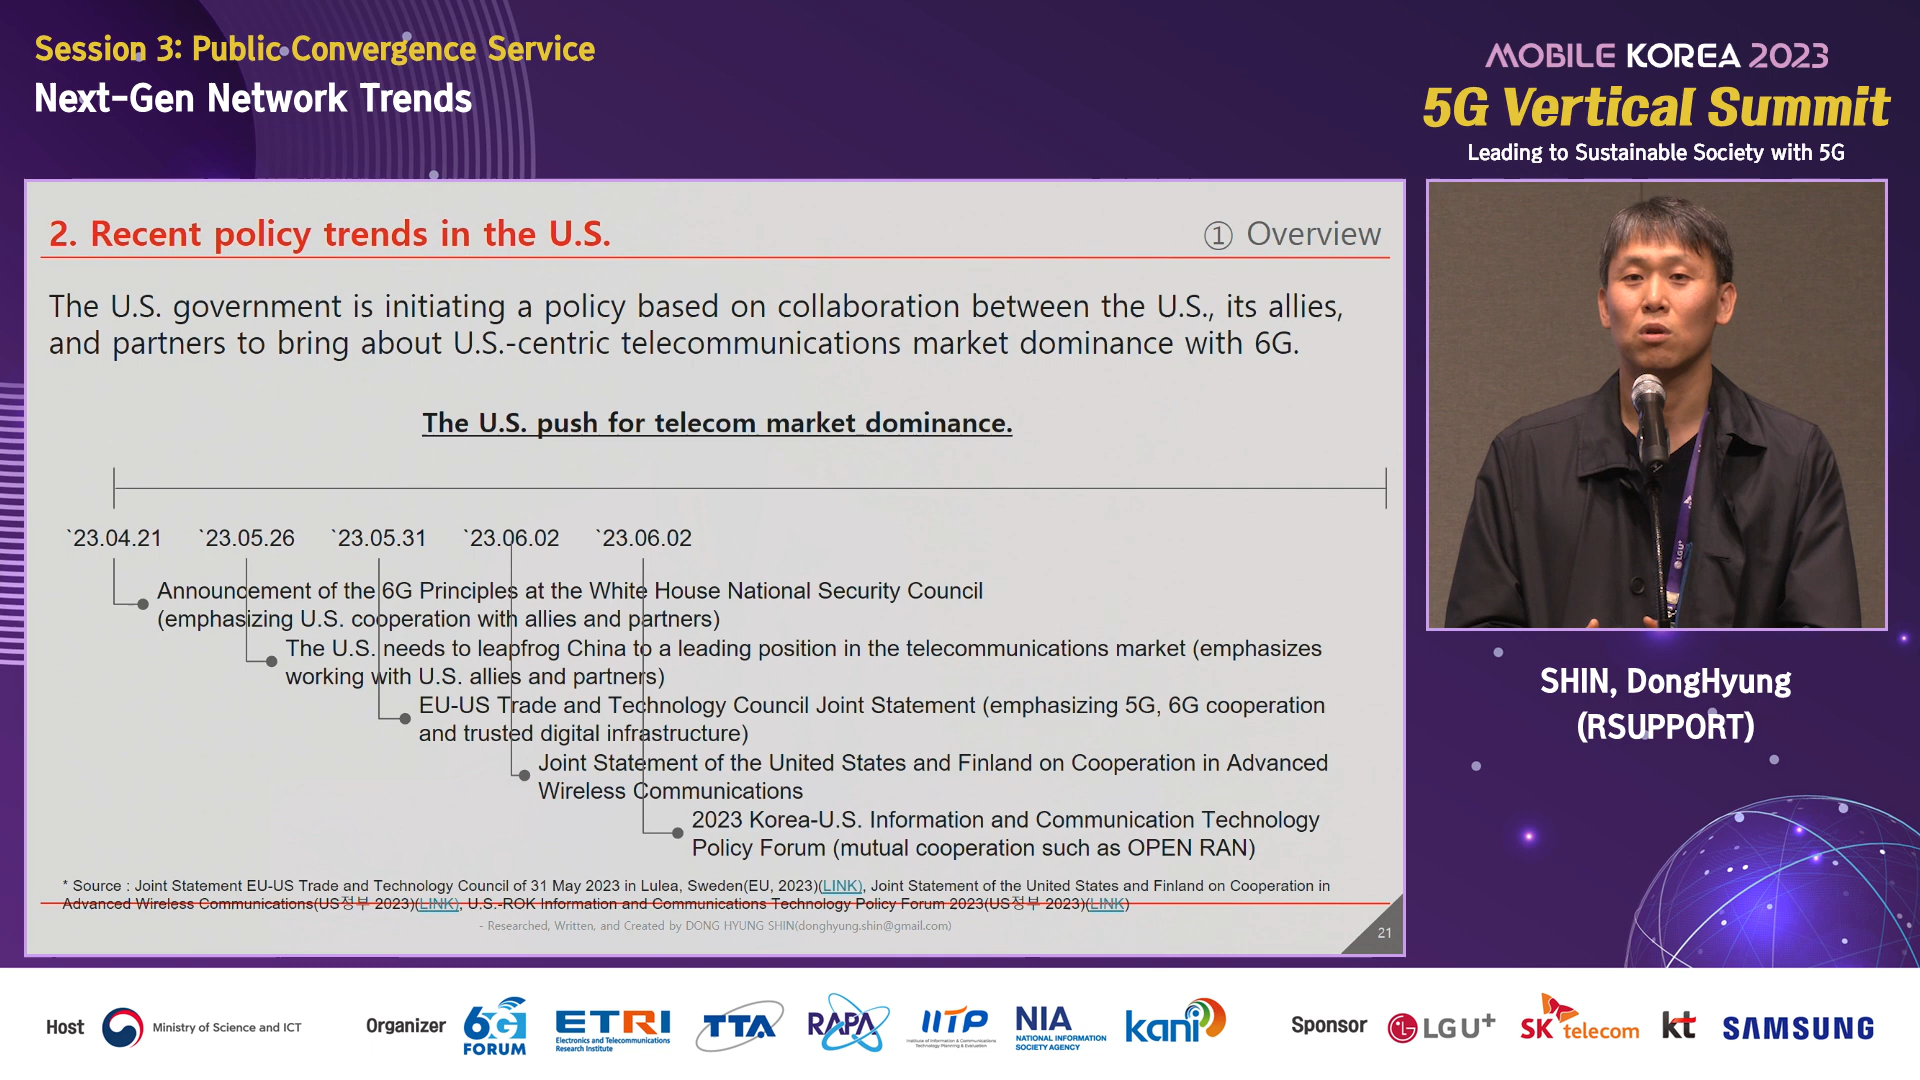 Session 3: Public Convergence Service
Next-Gen Network Trends
MOBILE KOREA 2023
5G Vertical Summit
Leading to Sustainable Society with 5G
2. Recent policy trends in the U.S.
① Overview
The U.S. government is initiating a policy based on collaboration between the U.S., its allies,
and partners to bring about U.S.-centric telecommunications market dominance with 6G.
The U.S. push for telecom market dominance.
`23.04.21 `23.05.26 `23.05.31 `23.06.02 `23.06.02
Announcement of the 6G Principles at the White House National Security Council
(emphasizing U.S. cooperation with allies and partners)
The U.S. needs to leapfrog China to a leading position in the telecommunications market (emphasizes
working with U.S. allies and partners)
EU-US Trade and Technology Council Joint Statement (emphasizing 5G, 6G cooperation
and trusted digital infrastructure)
Joint Statement of the United States and Finland on Cooperation in Advanced
Wireless Communications
2023 Korea-U.S. Information and Communication Technology
Policy Forum (mutual cooperation such as OPEN RAN)
* Source : Joint Statement EU-US Trade and Technology Council of 31 May 2023 in Lulea, Sweden(EU, 2023)(LINK), Joint Statement of the United States and Finland on Cooperation in
Advanced Wireless Communications(US정부 2023)(LINK), U.S.-ROK Information and Communications Technology Policy Forum 2023(US정부 2023)(LINK)
- Researched, Written, and Created by DONG HYUNG SHIN(donghyung.shin@gmail.com)
21
LGU+
SHIN, DongHyung
(RSUPPORT)
Host
Ministry of Science and ICT
Organizer
6G
FORUM
ETRI
Electronics and Telecommunications
Research Institute
TTA
RAPA
IITP
Institute of Information & Communications
Technology Planning & Evaluation
NIA
NATIONAL INFORMATION
SOCIETY AGENCY
kani
Sponsor
LG U+
SK telecom
kt
SAMSUNG